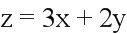 z = 3x + 2y